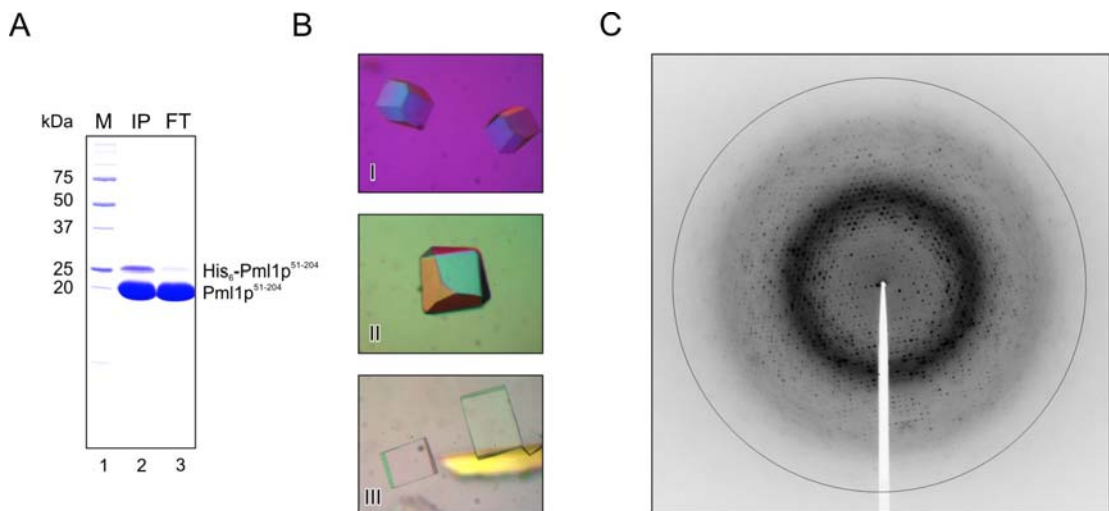 A
B
C
kDa
M IP FT
75
50
37
25
20
His₆-Pml1p⁵¹⁻²⁰⁴
Pml1p⁵¹⁻²⁰⁴
1 2 3
I
II
III